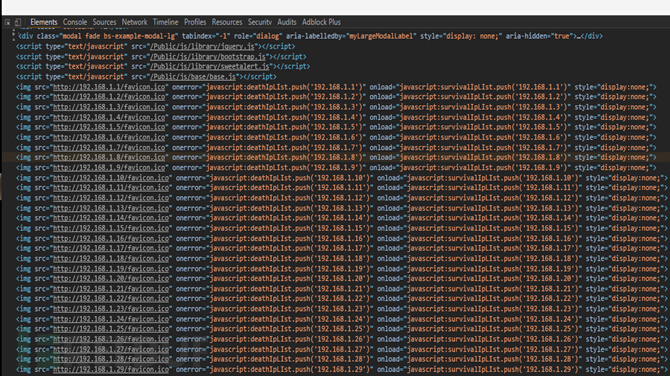 Elements Console Sources Network Timeline Profiles Resources Security Audits Adblock Plus
<div class="modal fade bs-example-modal-lg" tabindex="-1" role="dialog" aria-labelledby="myLargeModalLabel" style="display: none;" aria-hidden="true">…</div>
<script type="text/javascript" src="/Public/js/library/jquery.js"></script>
<script type="text/javascript" src="/Public/js/library/bootstrap.js"></script>
<script type="text/javascript" src="/Public/js/library/sweetalert.js"></script>
<script type="text/javascript" src="/Public/js/base/base.js"></script>
<img src="http://192.168.1.1/favicon.ico" onerror="javascript:deathIpLIst.push('192.168.1.1')" onload="javascript:survivalIpLIst.push('192.168.1.1')" style="display:none;">
<img src="http://192.168.1.2/favicon.ico" onerror="javascript:deathIpLIst.push('192.168.1.2')" onload="javascript:survivalIpLIst.push('192.168.1.2')" style="display:none;">
<img src="http://192.168.1.3/favicon.ico" onerror="javascript:deathIpLIst.push('192.168.1.3')" onload="javascript:survivalIpLIst.push('192.168.1.3')" style="display:none;">
<img src="http://192.168.1.4/favicon.ico" onerror="javascript:deathIpLIst.push('192.168.1.4')" onload="javascript:survivalIpLIst.push('192.168.1.4')" style="display:none;">
<img src="http://192.168.1.5/favicon.ico" onerror="javascript:deathIpLIst.push('192.168.1.5')" onload="javascript:survivalIpLIst.push('192.168.1.5')" style="display:none;">
<img src="http://192.168.1.6/favicon.ico" onerror="javascript:deathIpLIst.push('192.168.1.6')" onload="javascript:survivalIpLIst.push('192.168.1.6')" style="display:none;">
<img src="http://192.168.1.7/favicon.ico" onerror="javascript:deathIpLIst.push('192.168.1.7')" onload="javascript:survivalIpLIst.push('192.168.1.7')" style="display:none;">
<img src="http://192.168.1.8/favicon.ico" onerror="javascript:deathIpLIst.push('192.168.1.8')" onload="javascript:survivalIpLIst.push('192.168.1.8')" style="display:none;">
<img src="http://192.168.1.9/favicon.ico" onerror="javascript:deathIpLIst.push('192.168.1.9')" onload="javascript:survivalIpLIst.push('192.168.1.9')" style="display:none;">
<img src="http://192.168.1.10/favicon.ico" onerror="javascript:deathIpLIst.push('192.168.1.10')" onload="javascript:survivalIpLIst.push('192.168.1.10')" style="display:none;">
<img src="http://192.168.1.11/favicon.ico" onerror="javascript:deathIpLIst.push('192.168.1.11')" onload="javascript:survivalIpLIst.push('192.168.1.11')" style="display:none;">
<img src="http://192.168.1.12/favicon.ico" onerror="javascript:deathIpLIst.push('192.168.1.12')" onload="javascript:survivalIpLIst.push('192.168.1.12')" style="display:none;">
<img src="http://192.168.1.13/favicon.ico" onerror="javascript:deathIpLIst.push('192.168.1.13')" onload="javascript:survivalIpLIst.push('192.168.1.13')" style="display:none;">
<img src="http://192.168.1.14/favicon.ico" onerror="javascript:deathIpLIst.push('192.168.1.14')" onload="javascript:survivalIpLIst.push('192.168.1.14')" style="display:none;">
<img src="http://192.168.1.15/favicon.ico" onerror="javascript:deathIpLIst.push('192.168.1.15')" onload="javascript:survivalIpLIst.push('192.168.1.15')" style="display:none;">
<img src="http://192.168.1.16/favicon.ico" onerror="javascript:deathIpLIst.push('192.168.1.16')" onload="javascript:survivalIpLIst.push('192.168.1.16')" style="display:none;">
<img src="http://192.168.1.17/favicon.ico" onerror="javascript:deathIpLIst.push('192.168.1.17')" onload="javascript:survivalIpLIst.push('192.168.1.17')" style="display:none;">
<img src="http://192.168.1.18/favicon.ico" onerror="javascript:deathIpLIst.push('192.168.1.18')" onload="javascript:survivalIpLIst.push('192.168.1.18')" style="display:none;">
<img src="http://192.168.1.19/favicon.ico" onerror="javascript:deathIpLIst.push('192.168.1.19')" onload="javascript:survivalIpLIst.push('192.168.1.19')" style="display:none;">
<img src="http://192.168.1.20/favicon.ico" onerror="javascript:deathIpLIst.push('192.168.1.20')" onload="javascript:survivalIpLIst.push('192.168.1.20')" style="display:none;">
<img src="http://192.168.1.21/favicon.ico" onerror="javascript:deathIpLIst.push('192.168.1.21')" onload="javascript:survivalIpLIst.push('192.168.1.21')" style="display:none;">
<img src="http://192.168.1.22/favicon.ico" onerror="javascript:deathIpLIst.push('192.168.1.22')" onload="javascript:survivalIpLIst.push('192.168.1.22')" style="display:none;">
<img src="http://192.168.1.23/favicon.ico" onerror="javascript:deathIpLIst.push('192.168.1.23')" onload="javascript:survivalIpLIst.push('192.168.1.23')" style="display:none;">
<img src="http://192.168.1.24/favicon.ico" onerror="javascript:deathIpLIst.push('192.168.1.24')" onload="javascript:survivalIpLIst.push('192.168.1.24')" style="display:none;">
<img src="http://192.168.1.25/favicon.ico" onerror="javascript:deathIpLIst.push('192.168.1.25')" onload="javascript:survivalIpLIst.push('192.168.1.25')" style="display:none;">
<img src="http://192.168.1.26/favicon.ico" onerror="javascript:deathIpLIst.push('192.168.1.26')" onload="javascript:survivalIpLIst.push('192.168.1.26')" style="display:none;">
<img src="http://192.168.1.27/favicon.ico" onerror="javascript:deathIpLIst.push('192.168.1.27')" onload="javascript:survivalIpLIst.push('192.168.1.27')" style="display:none;">
<img src="http://192.168.1.28/favicon.ico" onerror="javascript:deathIpLIst.push('192.168.1.28')" onload="javascript:survivalIpLIst.push('192.168.1.28')" style="display:none;">
<img src="http://192.168.1.29/favicon.ico" onerror="javascript:deathIpLIst.push('192.168.1.29')" onload="javascript:survivalIpLIst.push('192.168.1.29')" style="display:none;">